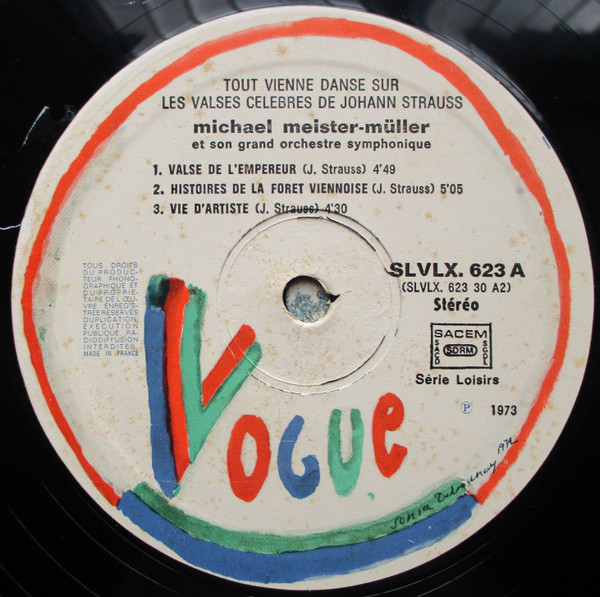 TOUT VIENNE DANSE SUR
LES VALSES CELEBRES DE JOHANN STRAUSS
michael meister-müller
et son grand orchestre symphonique
1. VALSE DE L'EMPEREUR (J. Strauss) 4'49
2. HISTOIRES DE LA FORET VIENNOISE (J. Strauss) 5'05
3. VIE D'ARTISTE (J. Strauss) 4'30
TOUS DROITS
DU PRODUC-
TEUR PHONO-
GRAPHIQUE ET
DU PROPRIE-
TAIRE DE L'ŒU-
VRE ENREGIS-
TREE RESERVES
DUPLICATION,
EXECUTION
PUBLIQUE, RA-
DIODIFFUSION
INTERDITES.
MADE IN FRANCE
SLVLX. 623 A
(SLVLX. 623 30 A2)
Stéréo
SACEM
SACD SDRM SGDL
Série Loisirs
℗ 1973
VOGUE
Sonia Delaunay 1972